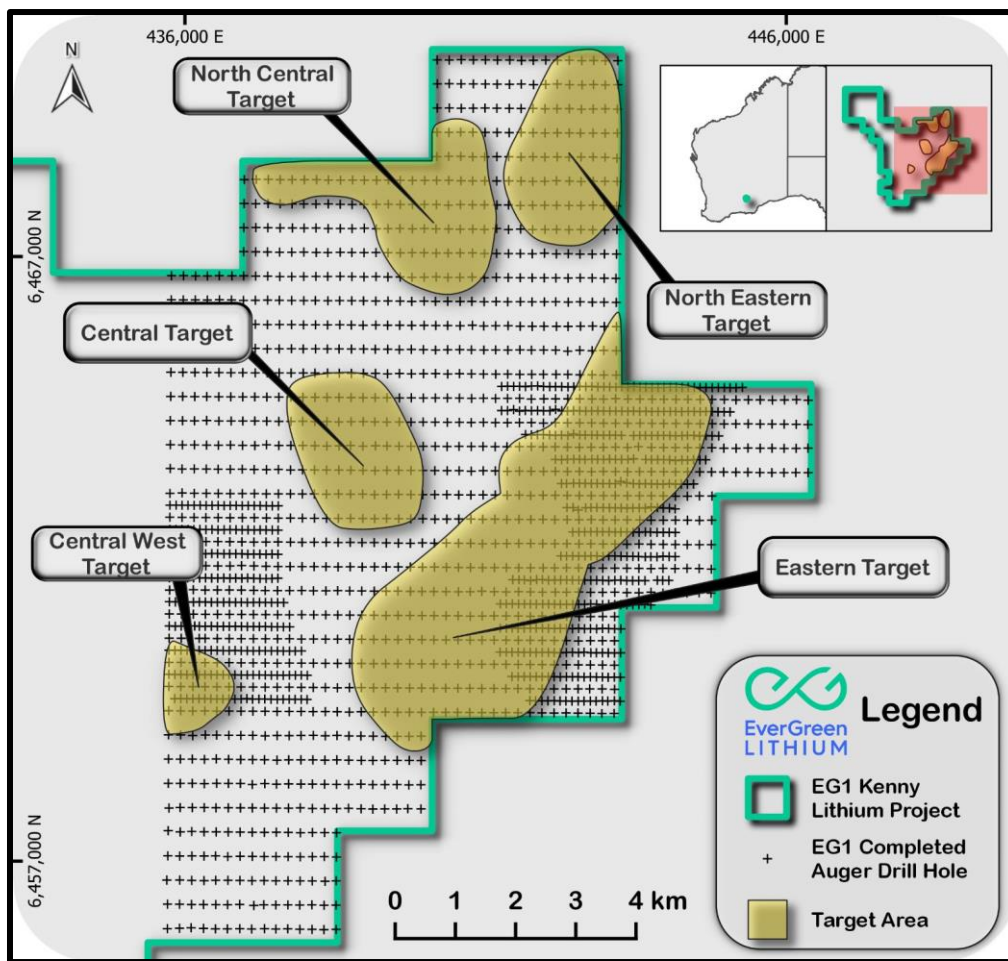 436,000 E
446,000 E
N
North Central
Target
6,467,000 N
North Eastern
Target
Central Target
Central West
Target
Eastern Target
6,457,000 N
0 1 2 3 4 km
EverGreen
LITHIUM
Legend
EG1 Kenny
Lithium Project
EG1 Completed
Auger Drill Hole
Target Area